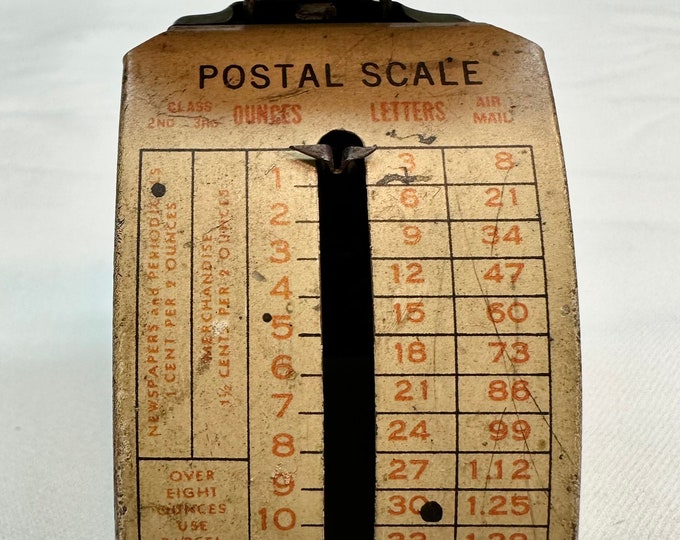 POSTAL SCALE
CLASS OUNCES LETTERS AIR
2ND 3RD MAIL
1 3 8
2 6 21
3 9 34
4 12 47
5 15 60
6 18 73
7 21 86
8 24 99
9 27 1.12
10 30 1.25
NEWSPAPERS and PERIODICALS
1 CENT PER 2 OUNCES
MERCHANDISE
1½ CENTS PER 2 OUNCES
OVER
EIGHT
OUNCES
USE